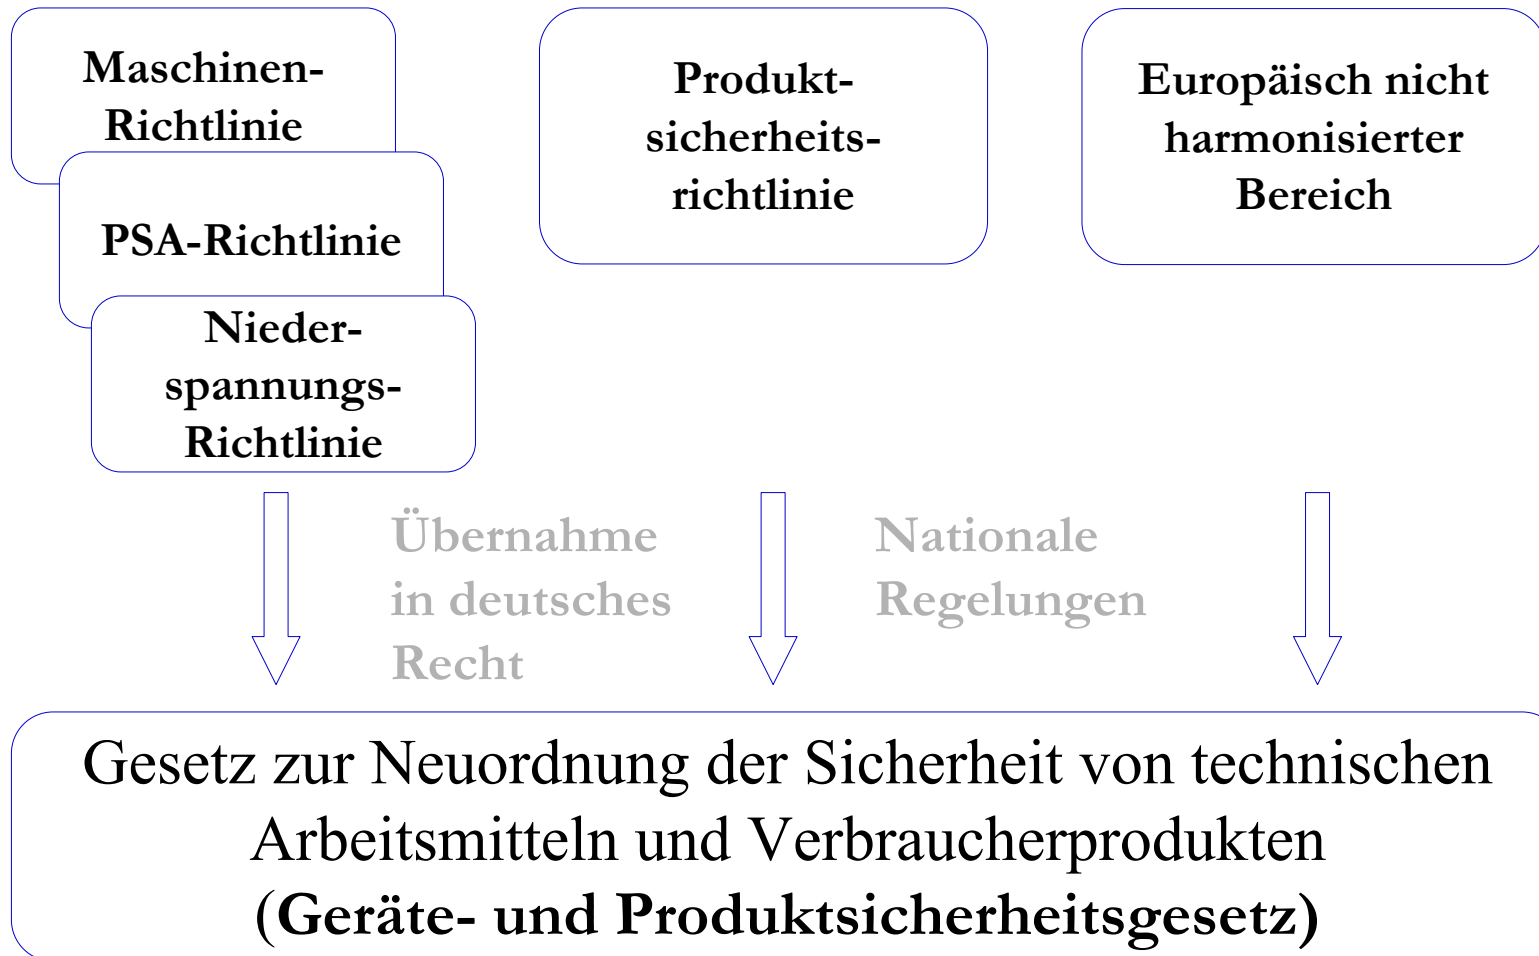 Maschinen-
Richtlinie
PSA-Richtlinie
Nieder-
spannungs-
Richtlinie
Produkt-
sicherheits-
richtlinie
Europäisch nicht
harmonisierter
Bereich
Übernahme
in deutsches
Recht
Nationale
Regelungen
Gesetz zur Neuordnung der Sicherheit von technischen
Arbeitsmitteln und Verbraucherprodukten
(Geräte- und Produktsicherheitsgesetz)